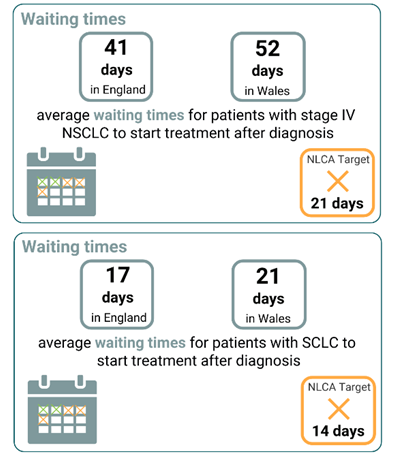 Waiting times
41
days
in England
52
days
in Wales
average waiting times for patients with stage IV
NSCLC to start treatment after diagnosis
NLCA Target
21 days
Waiting times
17
days
in England
21
days
in Wales
average waiting times for patients with SCLC to
start treatment after diagnosis
NLCA Target
14 days